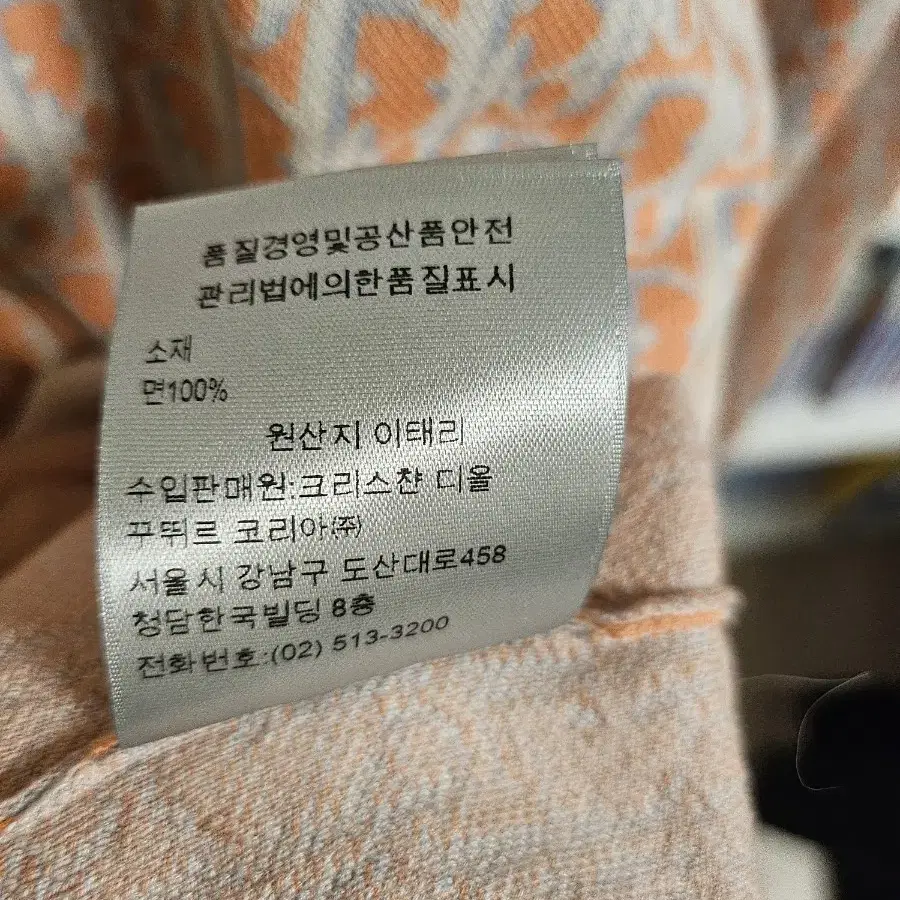 품질경영및공산품안전
관리법에의한품질표시
소재
면100%
원산지 이태리
수입판매원:크리스챤 디올
꾸뛰르 코리아㈜
서울시 강남구 도산대로458
청담한국빌딩 8층
전화번호:(02) 513-3200